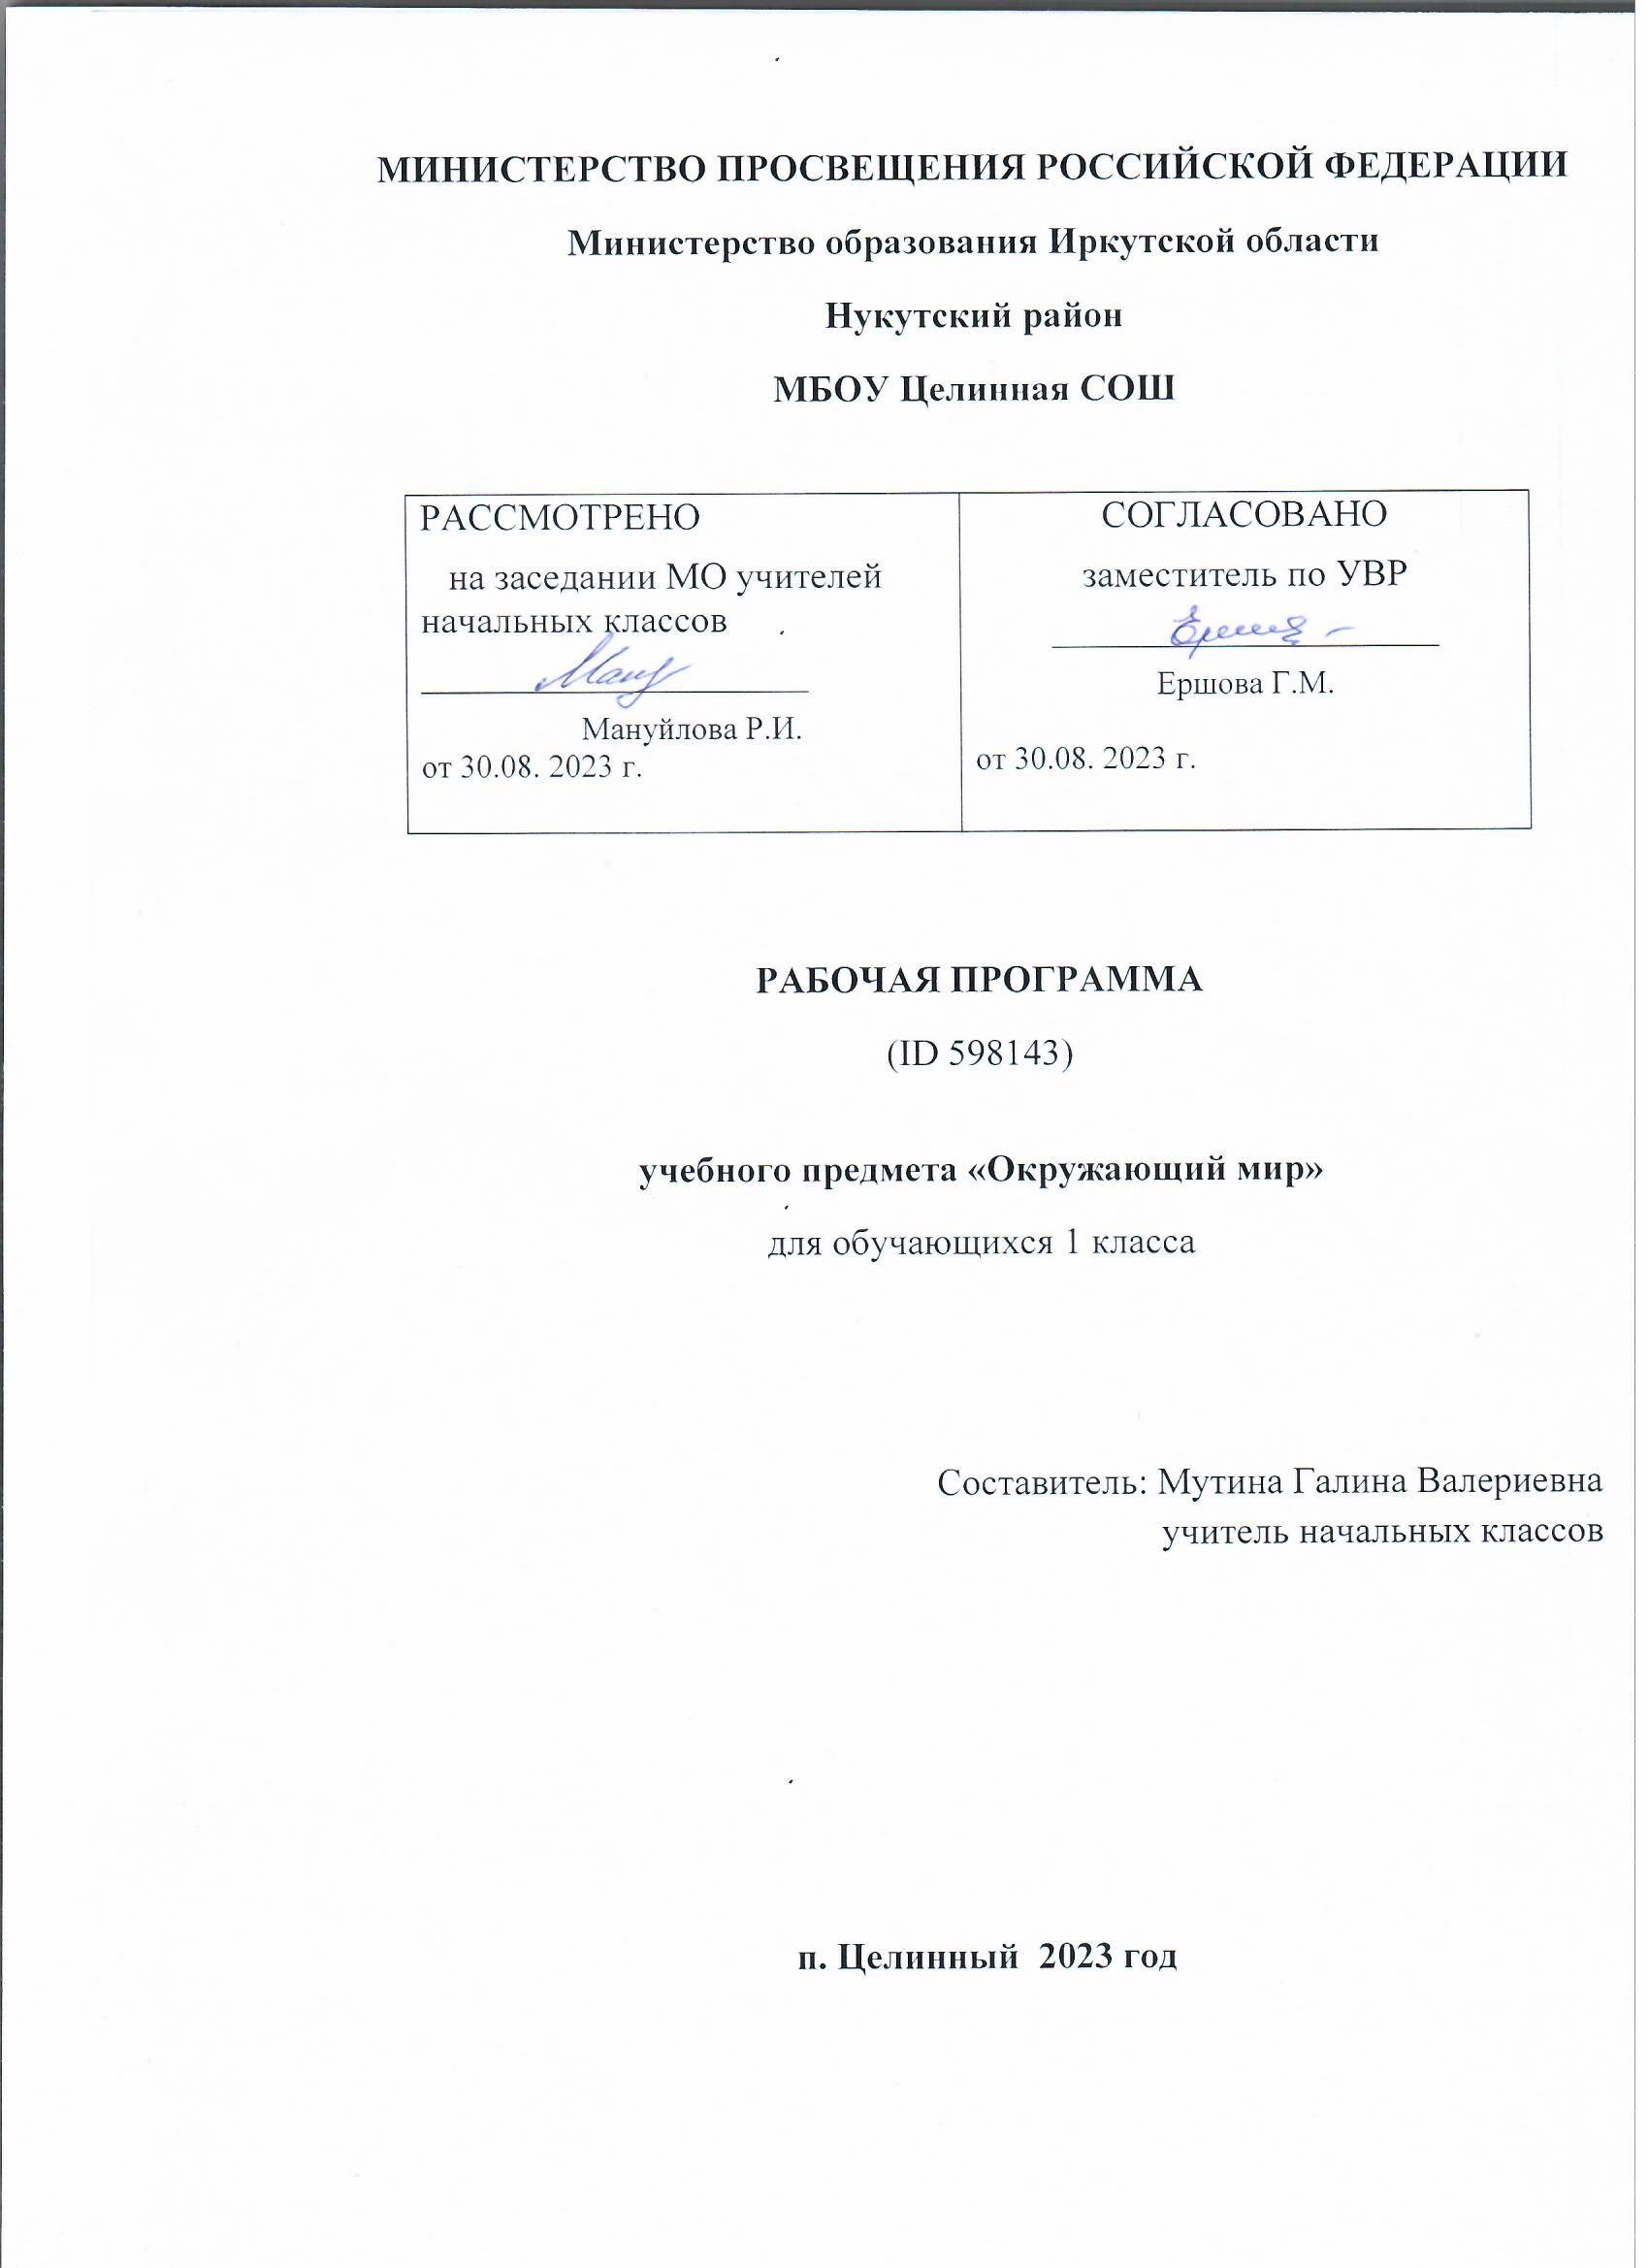 МИНИСТЕРСТВО ПРОСВЕЩЕНИЯ РОССИЙСКОЙ ФЕДЕРАЦИИ
Министерство образования Иркутской области
Нукутский район
МБОУ Целинная СОШ
РАССМОТРЕНО
на заседании МО учителей
начальных классов
Мануйлова Р.И.
от 30.08. 2023 г.
СОГЛАСОВАНО
заместитель по УВР
Ершова Г.М.
от 30.08. 2023 г.
РАБОЧАЯ ПРОГРАММА
(ID 598143)
учебного предмета «Окружающий мир»
для обучающихся 1 класса
Составитель: Мутина Галина Валериевна
учитель начальных классов
п. Целинный  2023 год